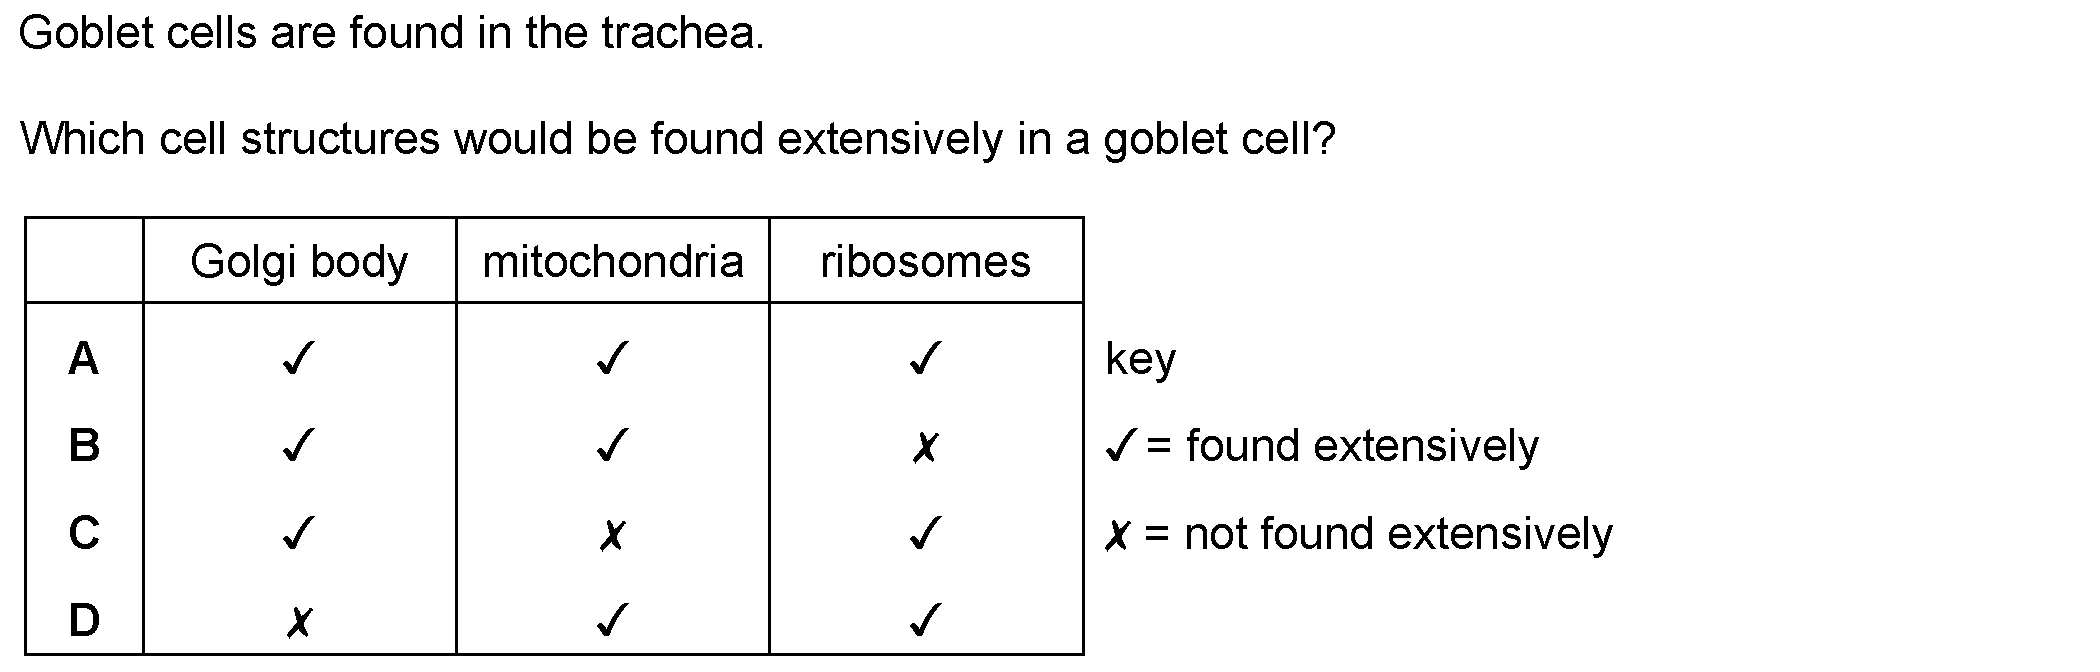 Goblet cells are found in the trachea.
Which cell structures would be found extensively in a goblet cell?
Golgi body mitochondria ribosomes
A ✓ ✓ ✓ key
B ✓ ✓ ✗ ✓ = found extensively
C ✓ ✗ ✓ ✗ = not found extensively
D ✗ ✓ ✓